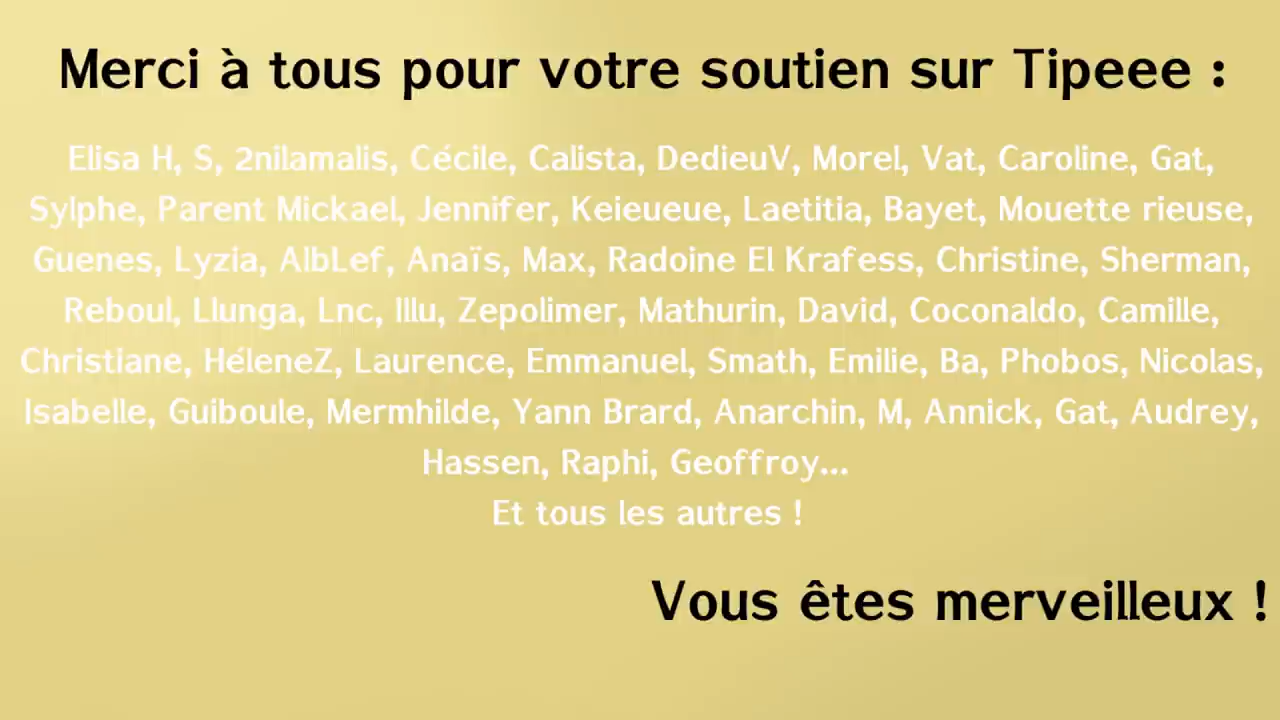 Merci à tous pour votre soutien sur Tipeee :
Elisa H, S, 2nilamalis, Cécile, Calista, DedieuV, Morel, Vat, Caroline, Gat,
Sylphe, Parent Mickael, Jennifer, Keieueue, Laetitia, Bayet, Mouette rieuse,
Guenes, Lyzia, AlbLef, Anaïs, Max, Radoine El Krafess, Christine, Sherman,
Reboul, Llunga, Lnc, Illu, Zepolimer, Mathurin, David, Coconaldo, Camille,
Christiane, HéleneZ, Laurence, Emmanuel, Smath, Emilie, Ba, Phobos, Nicolas,
Isabelle, Guiboule, Mermhilde, Yann Brard, Anarchin, M, Annick, Gat, Audrey,
Hassen, Raphi, Geoffroy...
Et tous les autres !
Vous êtes merveilleux !